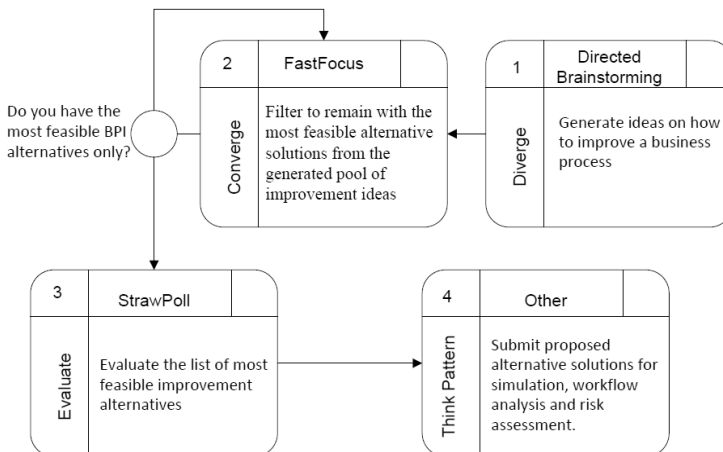 2
FastFocus
Converge
Filter to remain with the
most feasible alternative
solutions from the
generated pool of
improvement ideas
1
Directed
Brainstorming
Diverge
Generate ideas on how
to improve a business
process
Do you have the
most feasible BPI
alternatives only?
3
StrawPoll
Evaluate
Evaluate the list of most
feasible improvement
alternatives
4
Other
Think Pattern
Submit proposed
alternative solutions for
simulation, workflow
analysis and risk
assessment.